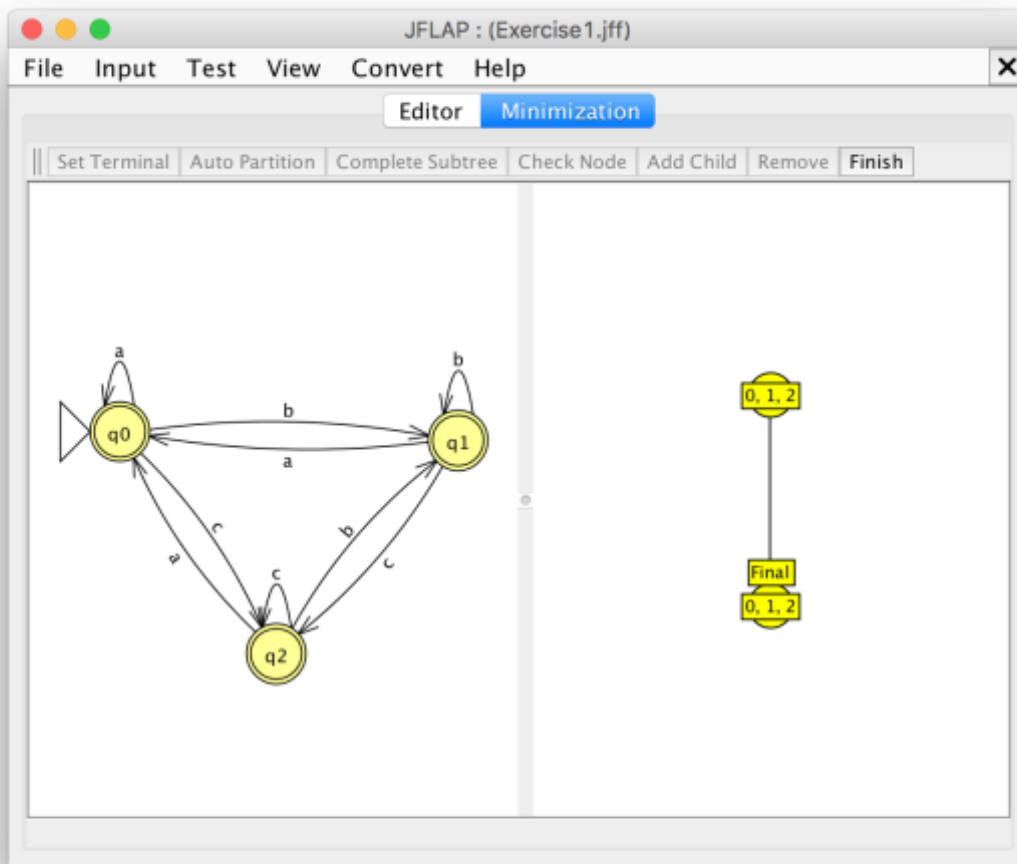 JFLAP : (Exercise1.jff)
File Input Test View Convert Help
Editor Minimization
Set Terminal Auto Partition Complete Subtree Check Node Add Child Remove Finish
a
b
b
q0
q1
a
0, 1, 2
c
b
a
c
c
q2
Final
0, 1, 2